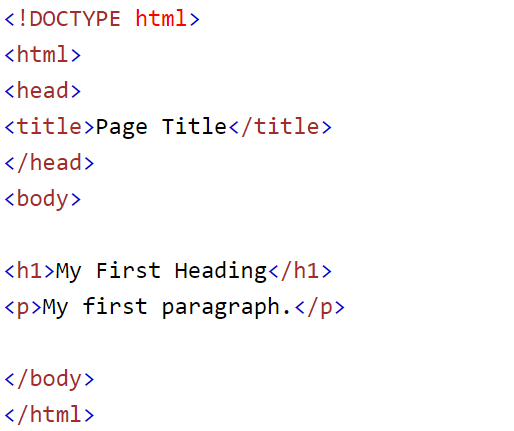 <!DOCTYPE html>
<html>
<head>
<title>Page Title</title>
</head>
<body>

<h1>My First Heading</h1>
<p>My first paragraph.</p>

</body>
</html>